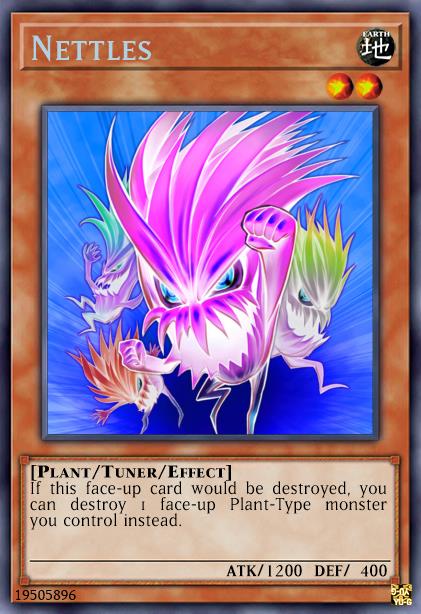 NETTLES
EARTH
地
[PLANT/TUNER/EFFECT]
If this face-up card would be destroyed, you
can destroy 1 face-up Plant-Type monster
you control instead.
ATK/1200 DEF/ 400
19505896